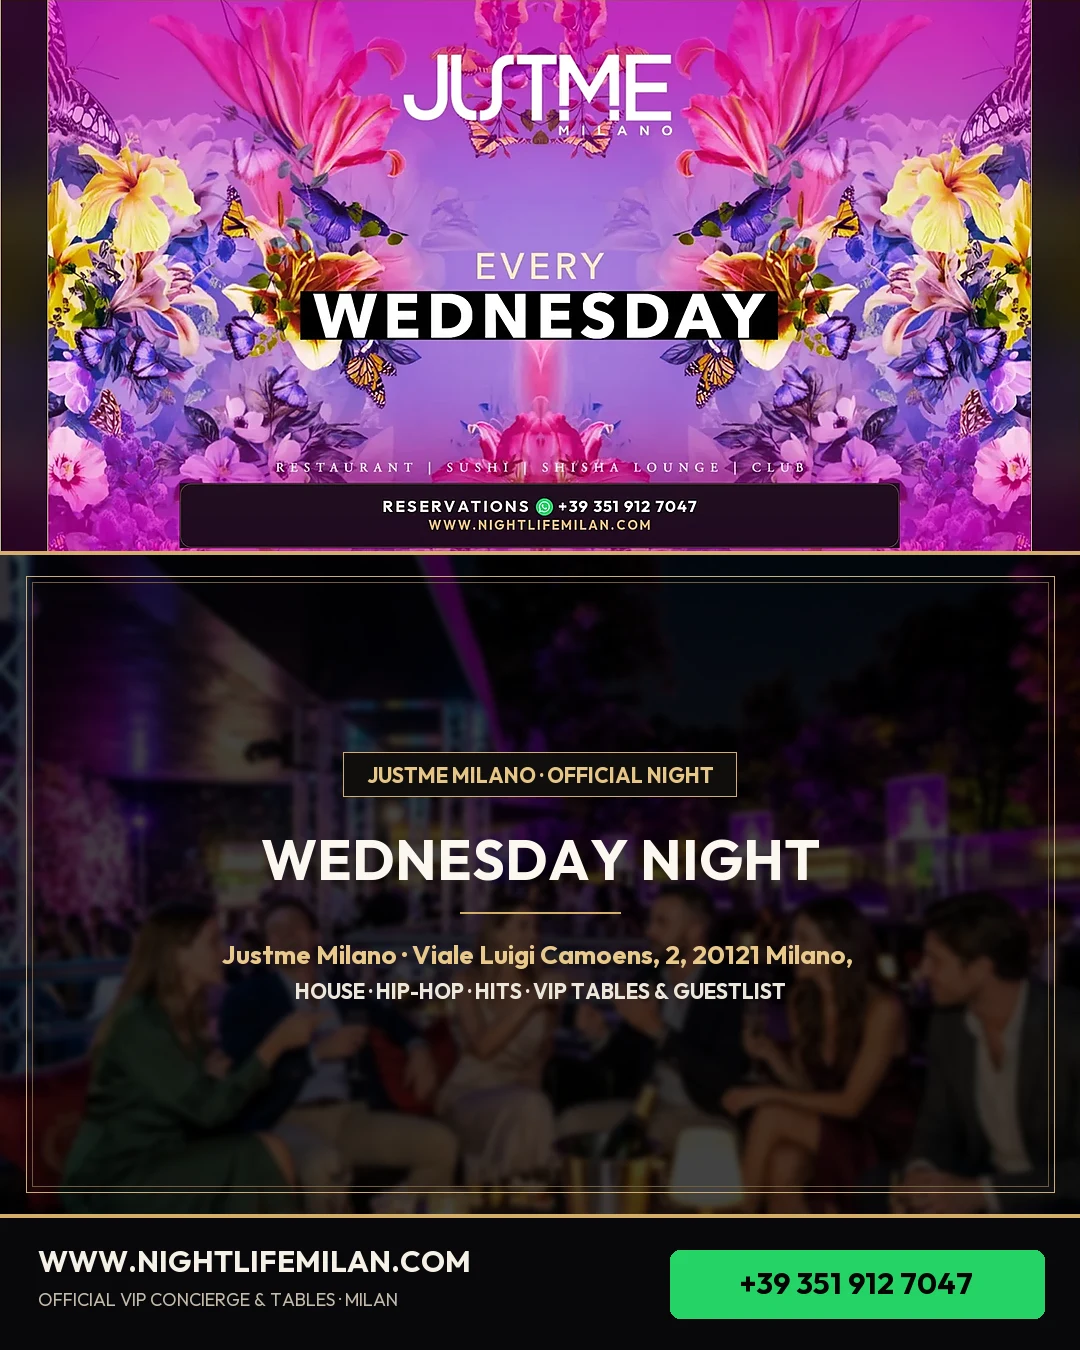 JUSTME
MILANO
EVERY
WEDNESDAY
RESTAURANT | SUSHI | SHISHA LOUNGE | CLUB
RESERVATIONS +39 351 912 7047
WWW.NIGHTLIFEMILAN.COM
JUSTME MILANO · OFFICIAL NIGHT
WEDNESDAY NIGHT
Justme Milano · Viale Luigi Camoens, 2, 20121 Milano,
HOUSE · HIP-HOP · HITS · VIP TABLES & GUESTLIST
WWW.NIGHTLIFEMILAN.COM
OFFICIAL VIP CONCIERGE & TABLES · MILAN
+39 351 912 7047